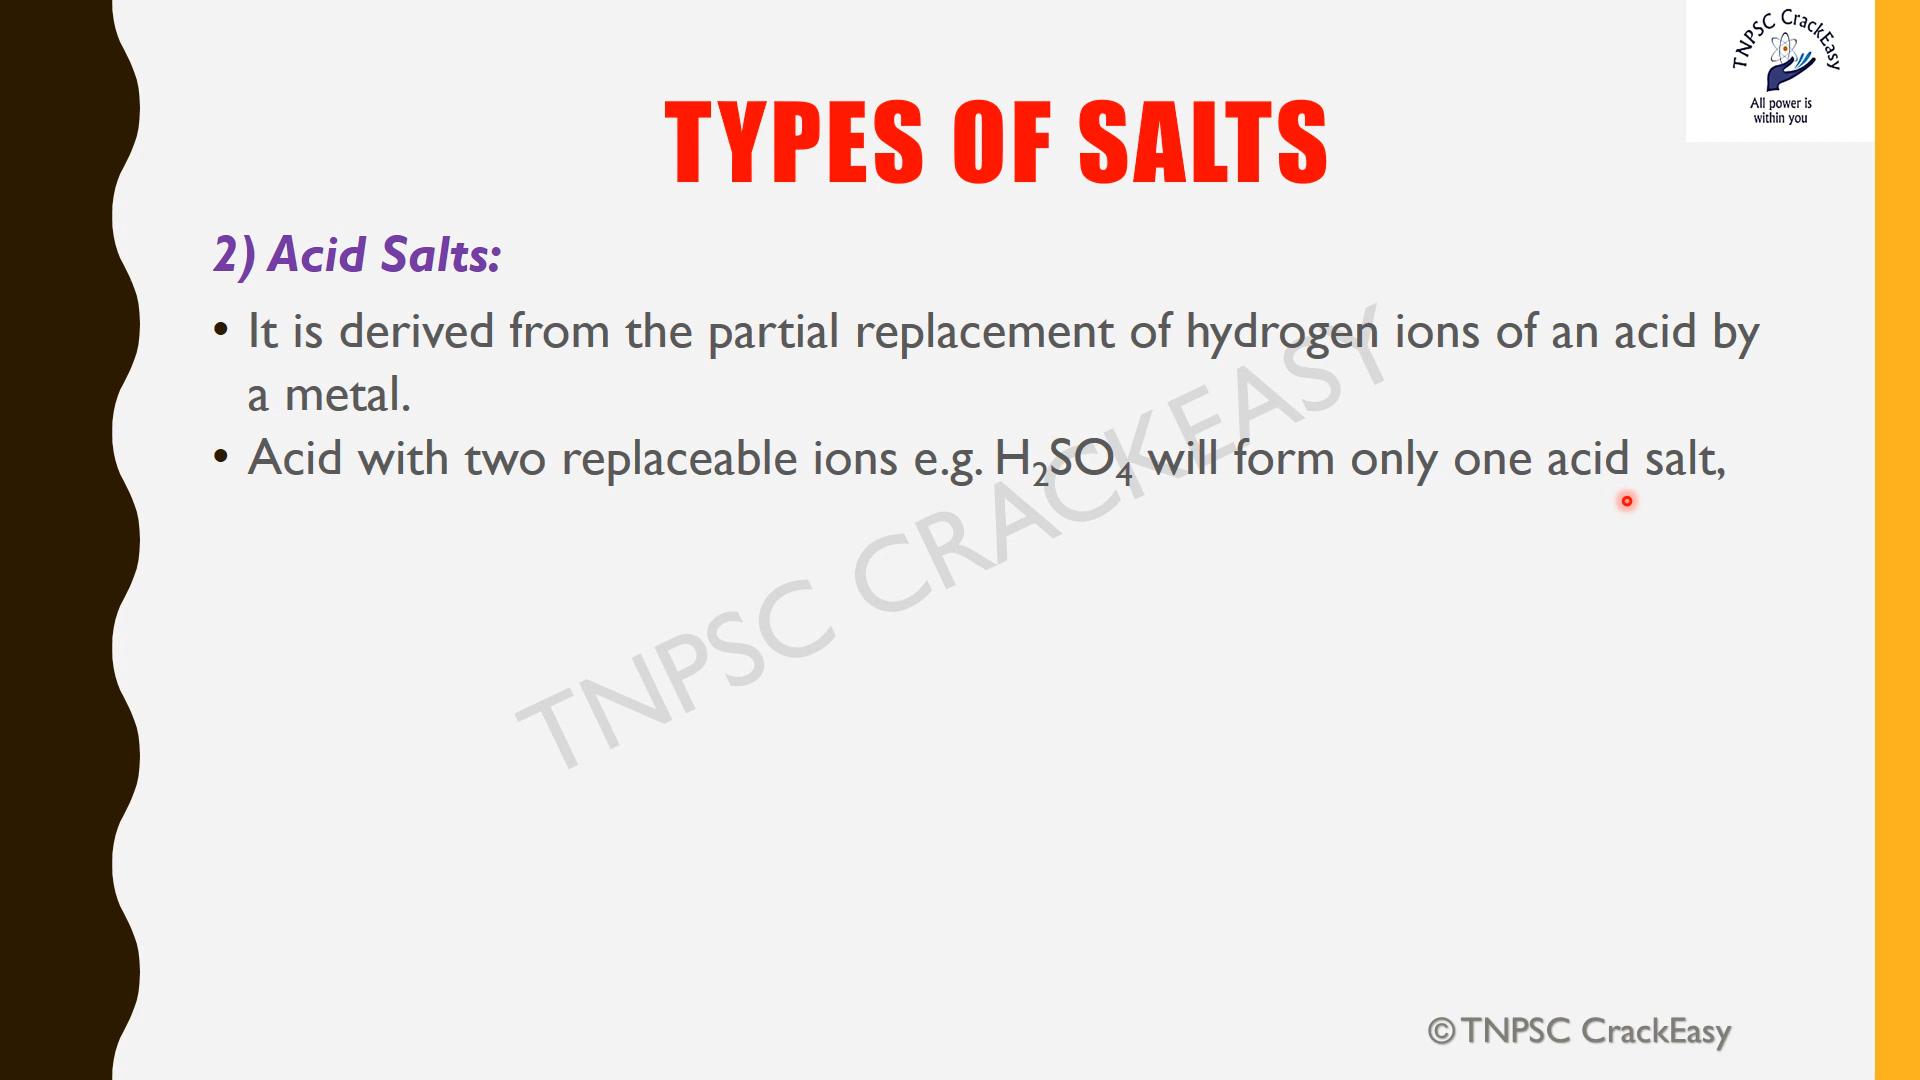 TNPSC CrackEasy
All power is
within you
TYPES OF SALTS
2) Acid Salts:
• It is derived from the partial replacement of hydrogen ions of an acid by
a metal.
• Acid with two replaceable ions e.g. H₂SO₄ will form only one acid salt,
TNPSC CRACKEASY
© TNPSC CrackEasy